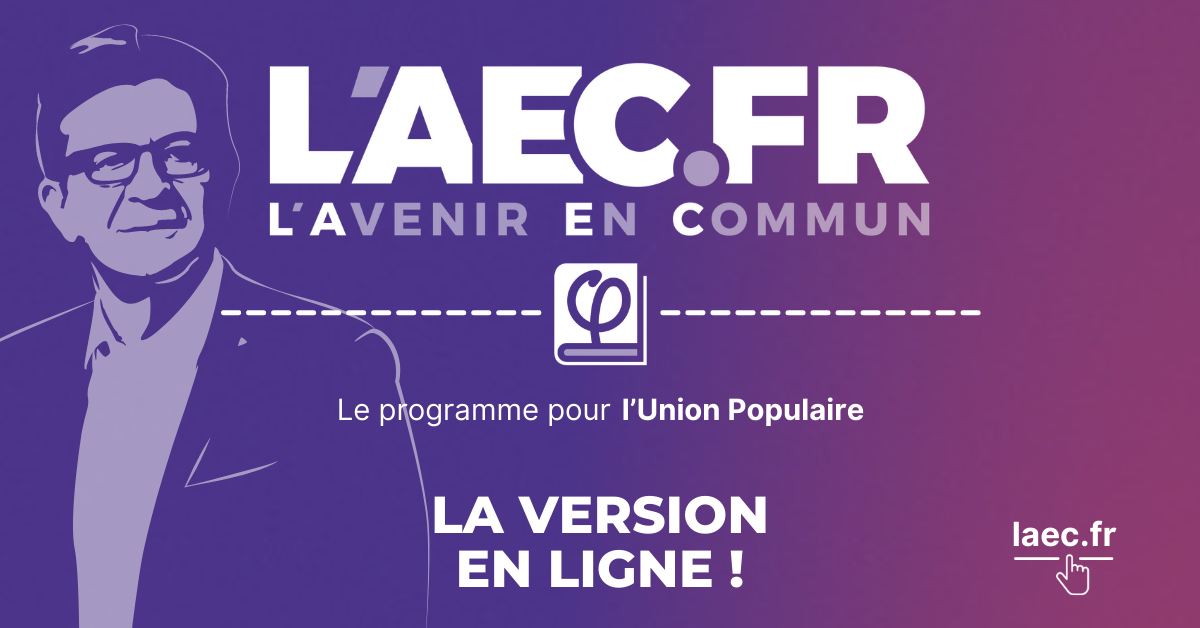 L'AEC.FR
L'AVENIR EN COMMUN
φ
Le programme pour l’Union Populaire
LA VERSION
EN LIGNE !
laec.fr